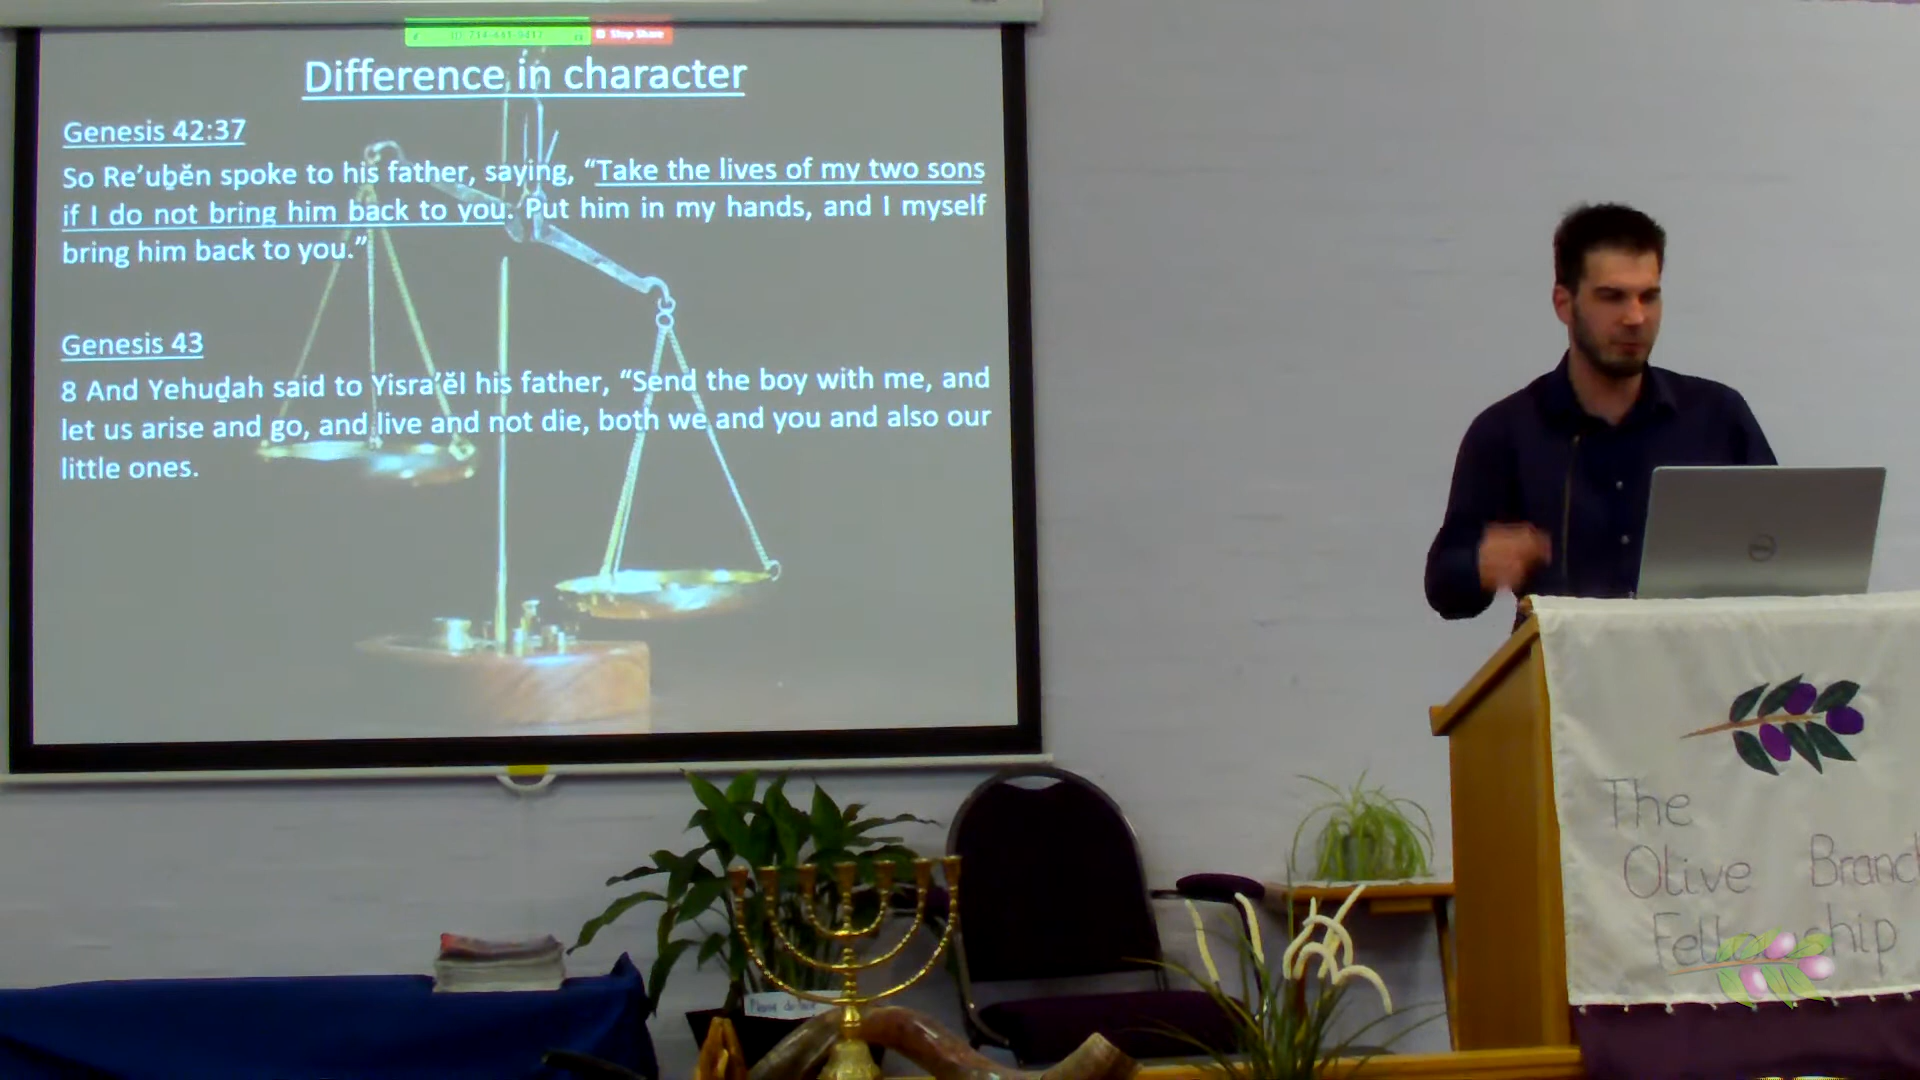 Stop Share
Difference in character
Genesis 42:37
So Re’uḇĕn spoke to his father, saying, “Take the lives of my two sons
if I do not bring him back to you. Put him in my hands, and I myself
bring him back to you.”
Genesis 43
8 And Yehuḏah said to Yisra’ĕl his father, “Send the boy with me, and
let us arise and go, and live and not die, both we and you and also our
little ones.
DELL
The
Olive Branc
Fellowship